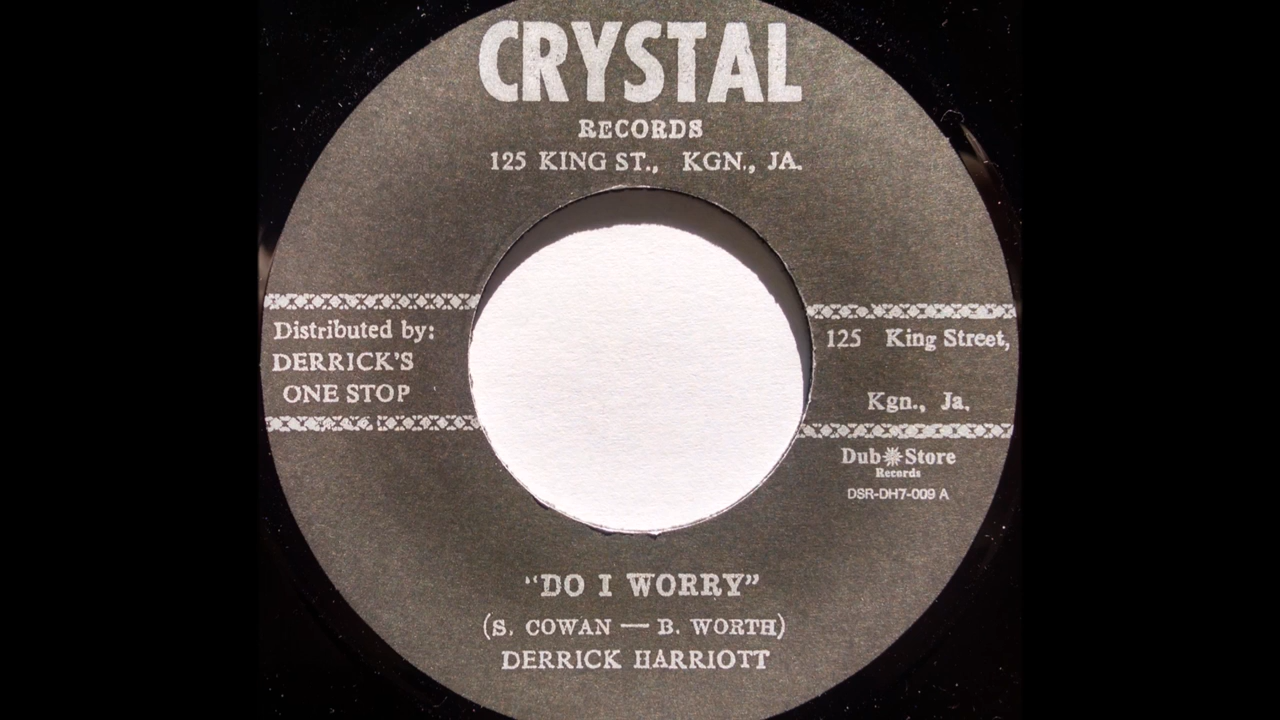 CRYSTAL
RECORDS
125 KING ST., KGN., JA.
Distributed by:
DERRICK'S
ONE STOP
125 King Street,
Kgn., Ja.
Dub Store
Records
DSR-DH7-009 A
"DO I WORRY"
(S. COWAN — B. WORTH)
DERRICK HARRIOTT